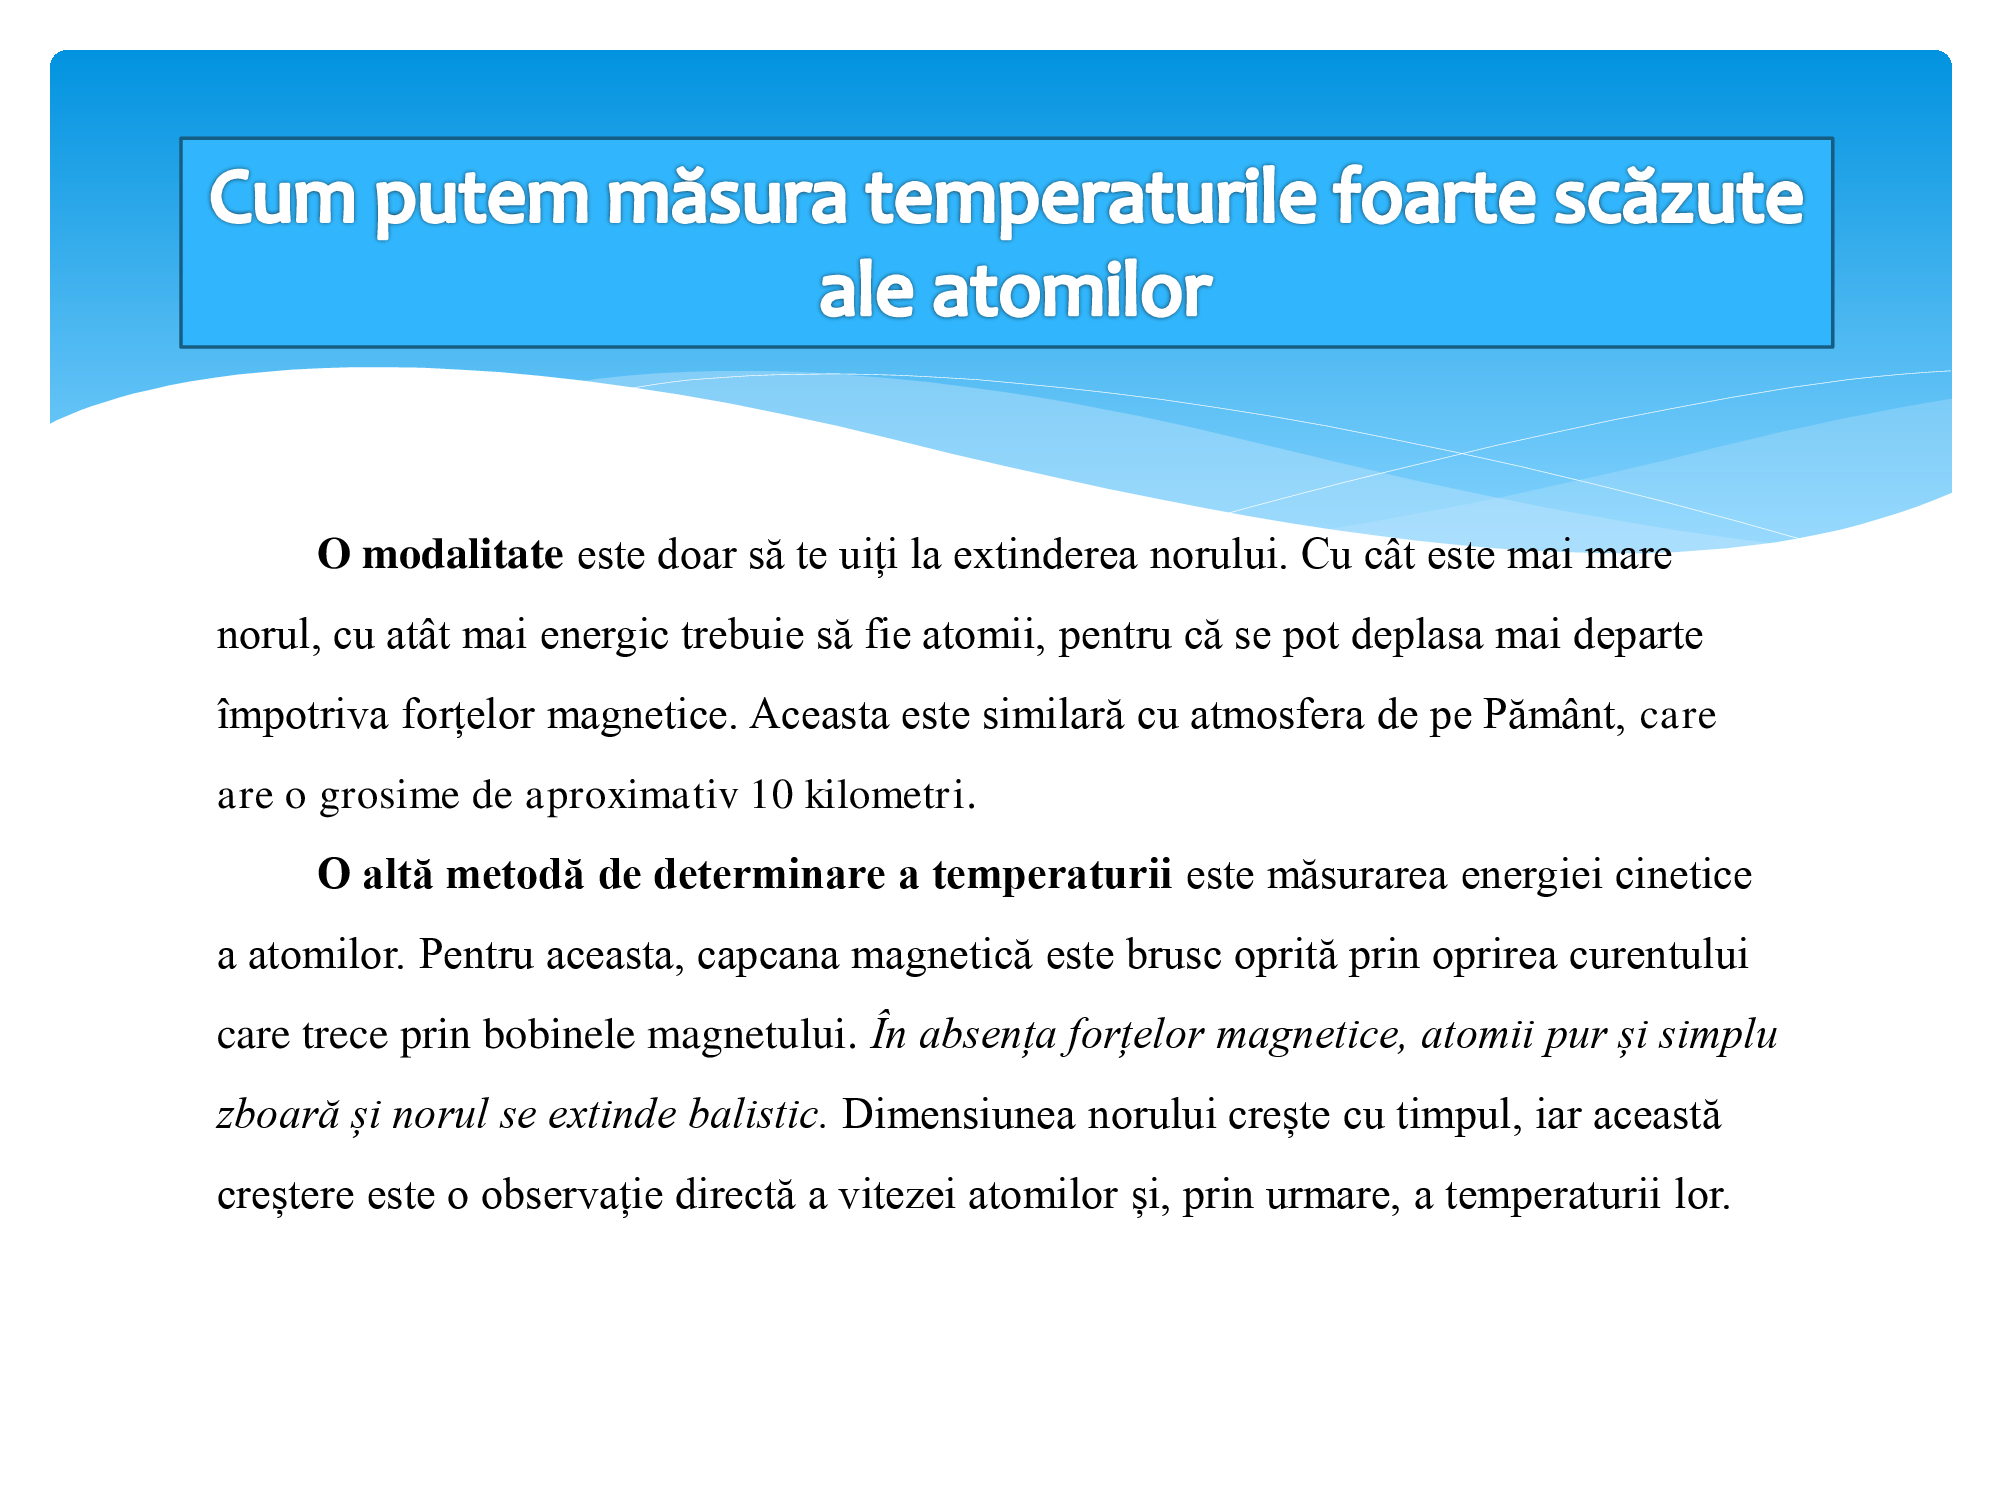 Cum putem măsura temperaturile foarte scăzute
ale atomilor
O modalitate este doar să te uiți la extinderea norului. Cu cât este mai mare
norul, cu atât mai energic trebuie să fie atomii, pentru că se pot deplasa mai departe
împotriva forțelor magnetice. Aceasta este similară cu atmosfera de pe Pământ, care
are o grosime de aproximativ 10 kilometri.
O altă metodă de determinare a temperaturii este măsurarea energiei cinetice
a atomilor. Pentru aceasta, capcana magnetică este brusc oprită prin oprirea curentului
care trece prin bobinele magnetului. În absența forțelor magnetice, atomii pur și simplu
zboară și norul se extinde balistic. Dimensiunea norului crește cu timpul, iar această
creștere este o observație directă a vitezei atomilor și, prin urmare, a temperaturii lor.